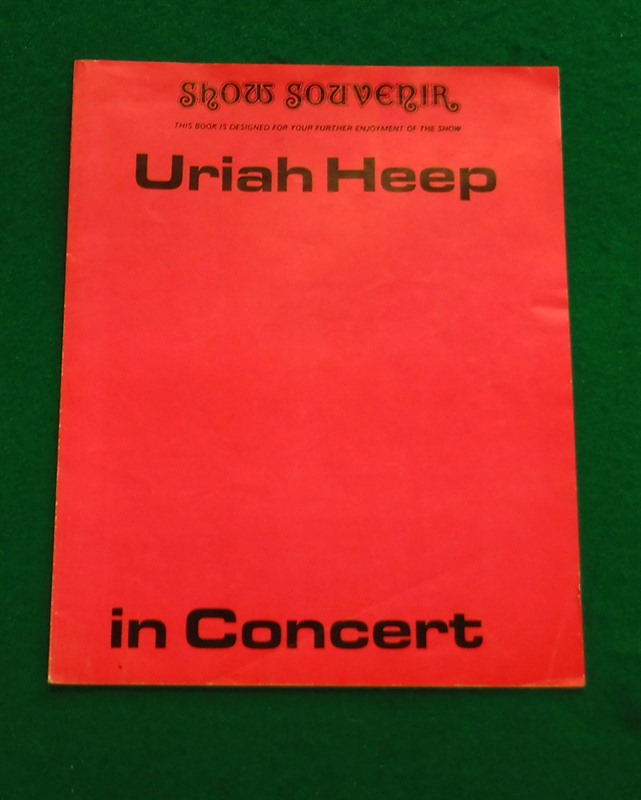 Show Souvenir
THIS BOOK IS DESIGNED FOR YOUR FURTHER ENJOYMENT OF THE SHOW
Uriah Heep
in Concert